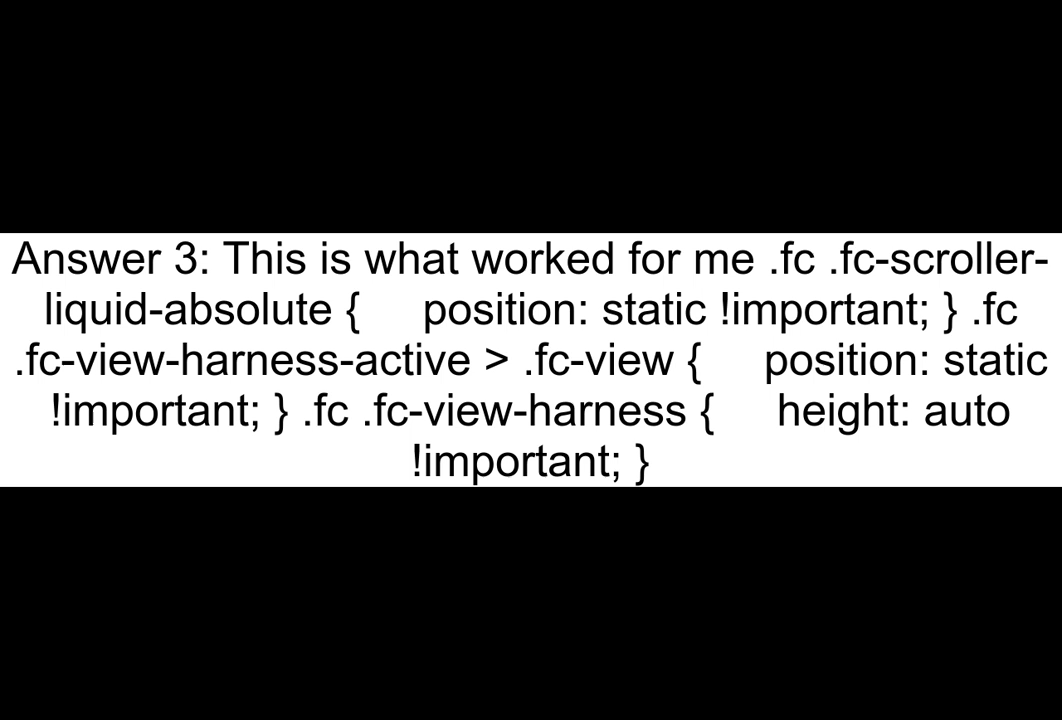 Answer 3: This is what worked for me .fc .fc-scroller-
liquid-absolute {     position: static !important; } .fc
.fc-view-harness-active > .fc-view {     position: static
!important; } .fc .fc-view-harness {     height: auto
!important; }